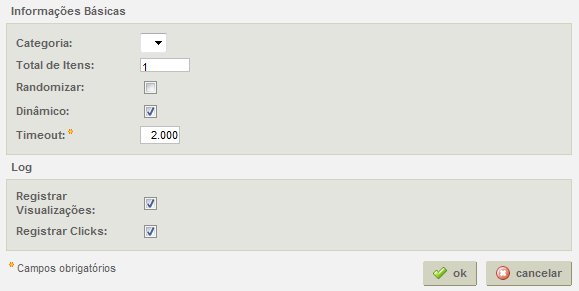 Informações Básicas
Categoria:
Total de Itens: 1
Randomizar:
Dinâmico:
Timeout:* 2.000
Log
Registrar
Visualizações:
Registrar Clicks:
* Campos obrigatórios
ok cancelar